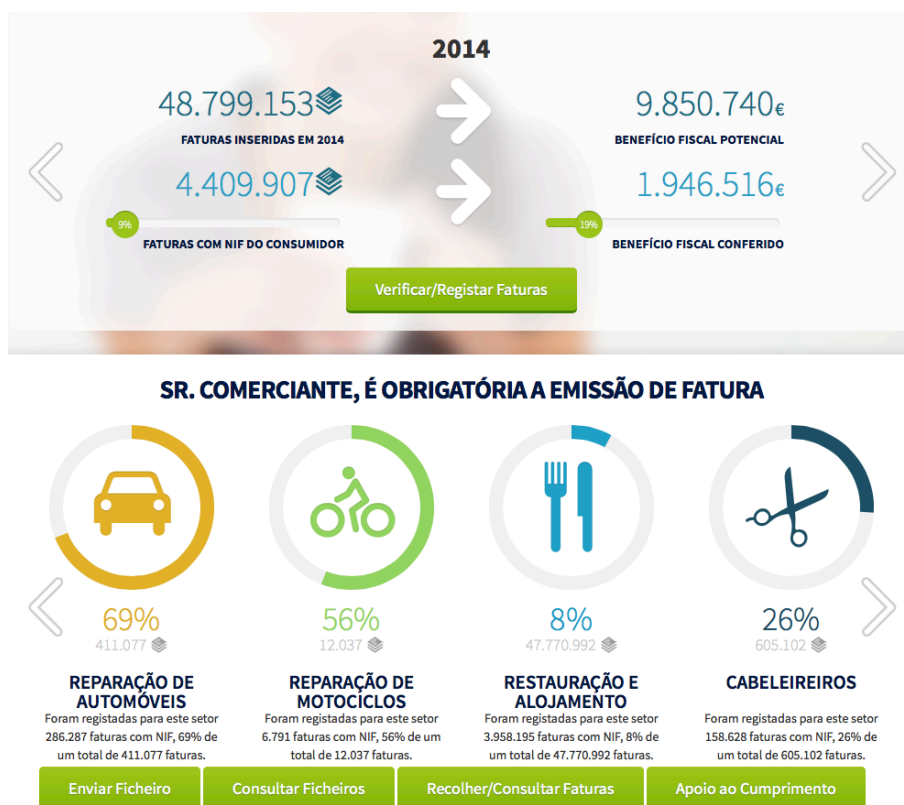 2014
48.799.153
9.850.740€
FATURAS INSERIDAS EM 2014
BENEFÍCIO FISCAL POTENCIAL
4.409.907
1.946.516€
9%
19%
FATURAS COM NIF DO CONSUMIDOR
BENEFÍCIO FISCAL CONFERIDO
Verificar/Registar Faturas
SR. COMERCIANTE, É OBRIGATÓRIA A EMISSÃO DE FATURA
69%
411.077
REPARAÇÃO DE
AUTOMÓVEIS
Foram registadas para este setor
286.287 faturas com NIF, 69% de
um total de 411.077 faturas.
56%
12.037
REPARAÇÃO DE
MOTOCICLOS
Foram registadas para este setor
6.791 faturas com NIF, 56% de um
total de 12.037 faturas.
8%
47.770.992
RESTAURAÇÃO E
ALOJAMENTO
Foram registadas para este setor
3.958.195 faturas com NIF, 8% de
um total de 47.770.992 faturas.
26%
605.102
CABELEIREIROS
Foram registadas para este setor
158.628 faturas com NIF, 26% de
um total de 605.102 faturas.
Enviar Ficheiro
Consultar Ficheiros
Recolher/Consultar Faturas
Apoio ao Cumprimento